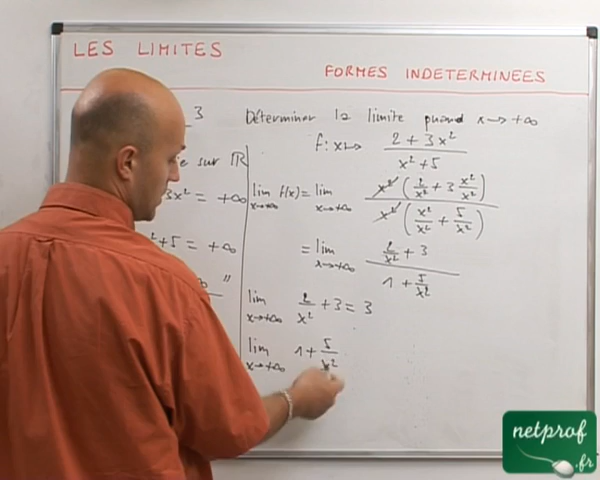 LES LIMITES
FORMES INDETERMINEES
3
Déterminer la limite quand x → +∞
f: x ↦ (2 + 3x²) / (x² + 5)
e sur ℝ
3x² = +∞
lim x→+∞ f(x) = lim x→+∞ x²(2/x² + 3 x²/x²) / x²(x²/x² + 5/x²)
² + 5 = +∞
= lim x→+∞ (2/x² + 3) / (1 + 5/x²)
∞ "
lim x→+∞ 2/x² + 3 = 3
lim x→+∞ 1 + 5/x²
netprof
.fr